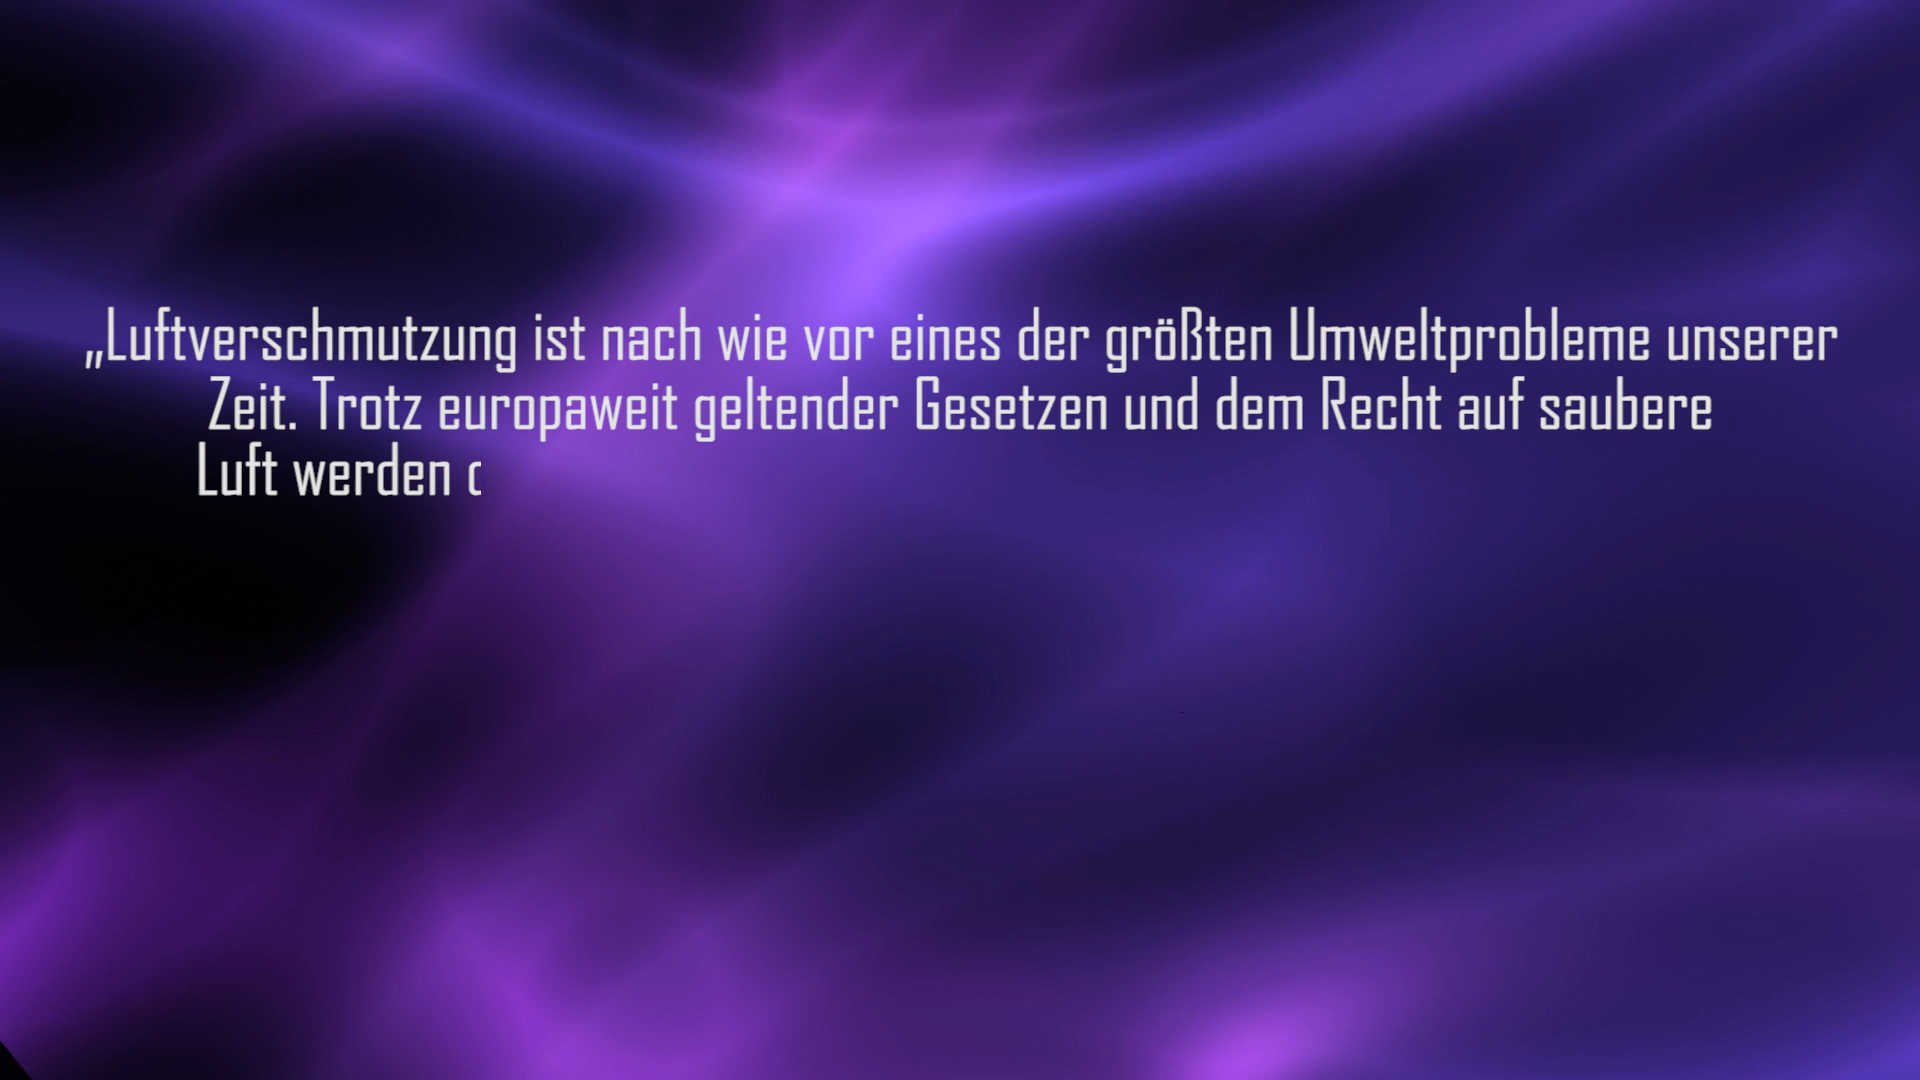 „Luftverschmutzung ist nach wie vor eines der größten Umweltprobleme unserer
Zeit. Trotz europaweit geltender Gesetzen und dem Recht auf saubere
Luft werden